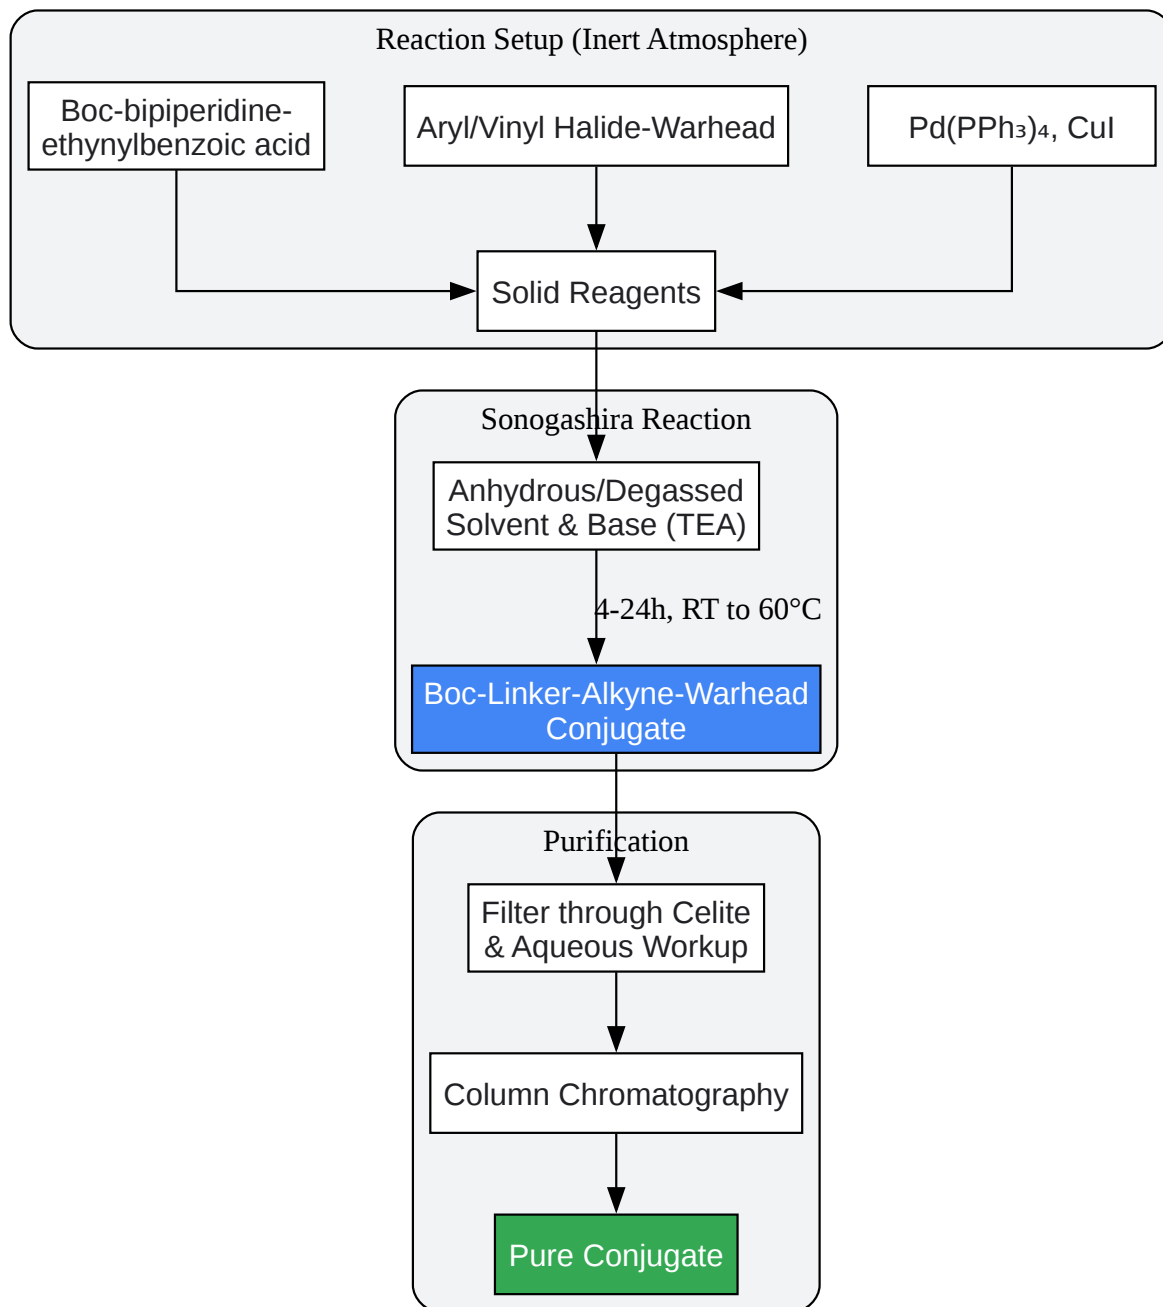 Reaction Setup (Inert Atmosphere)
Boc-bipiperidine-
ethynylbenzoic acid
Aryl/Vinyl Halide-Warhead
Pd(PPh₃)₄, CuI
Solid Reagents
Sonogashira Reaction
Anhydrous/Degassed
Solvent & Base (TEA)
4-24h, RT to 60°C
Boc-Linker-Alkyne-Warhead
Conjugate
Purification
Filter through Celite
& Aqueous Workup
Column Chromatography
Pure Conjugate